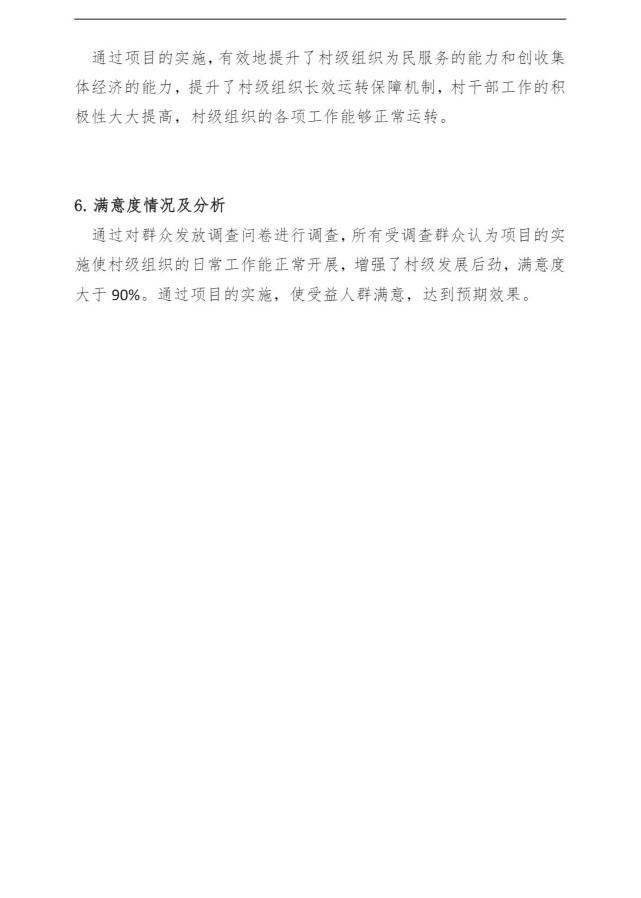 通过项目的实施，有效地提升了村级组织为民服务的能力和创收集
体经济的能力，提升了村级组织长效运转保障机制，村干部工作的积
极性大大提高，村级组织的各项工作能够正常运转。
6. 满意度情况及分析
通过对群众发放调查问卷进行调查，所有受调查群众认为项目的实
施使村级组织的日常工作能正常开展，增强了村级发展后劲，满意度
大于 90%。通过项目的实施，使受益人群满意，达到预期效果。